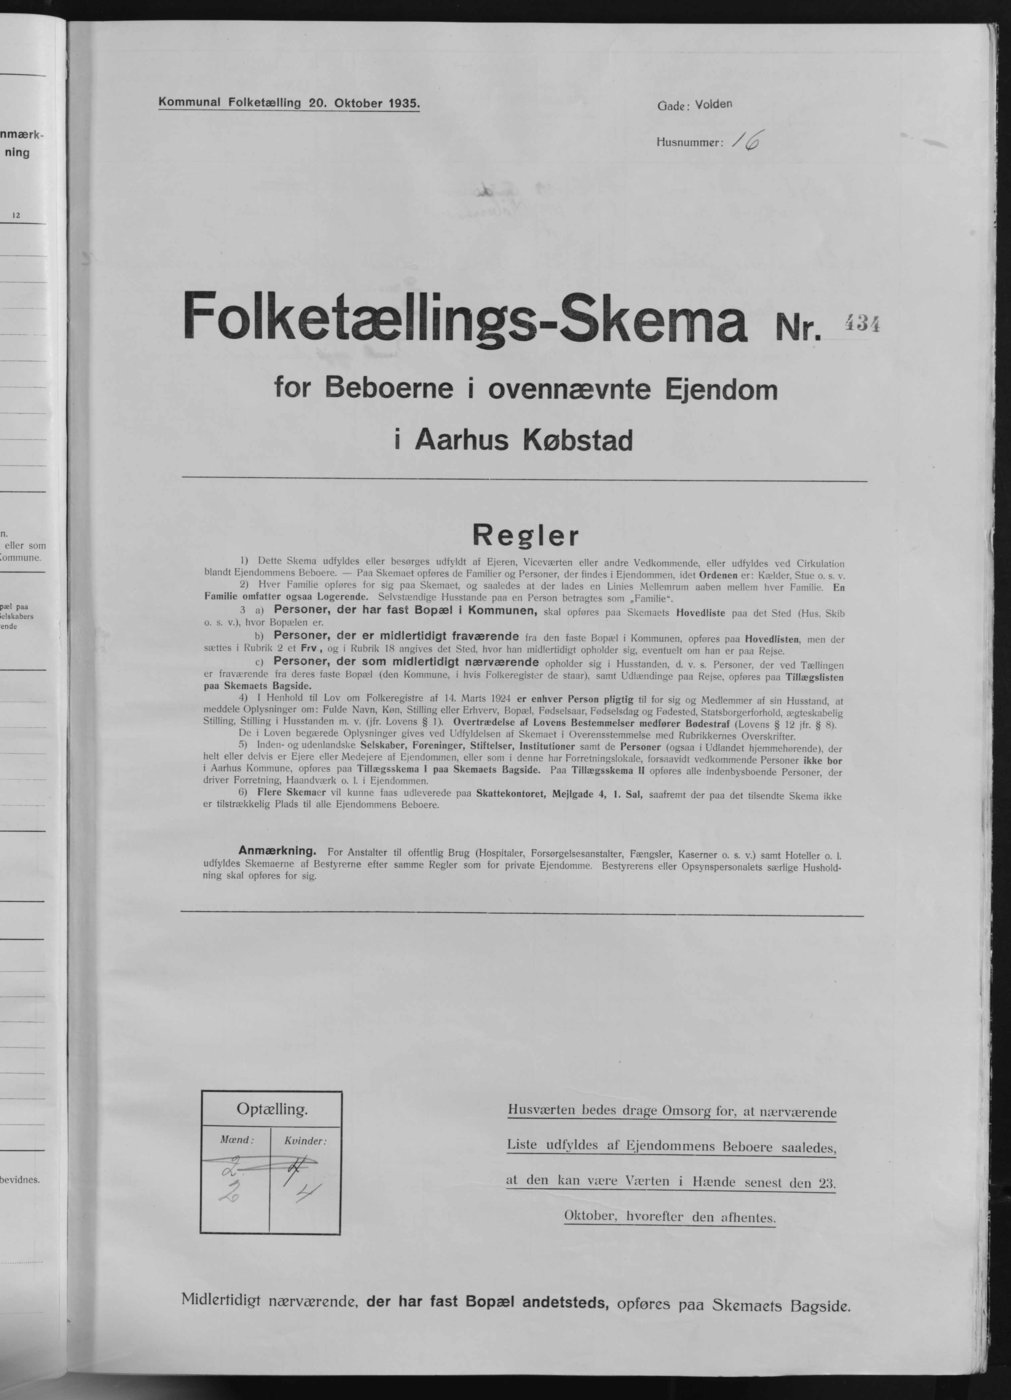 nmærk-
ning
12
n.
eller som
Kommune.
pæl paa
selskabers
ende
bevidnes.
Kommunal Folketælling 20. Oktober 1935.
Gade: Volden
Husnummer: 16
Folketællings-Skema Nr. 434
for Beboerne i ovennævnte Ejendom
i Aarhus Købstad
Regler
1) Dette Skema udfyldes eller besørges udfyldt af Ejeren, Viceværten eller andre Vedkommende, eller udfyldes ved Cirkulation
blandt Ejendommens Beboere. — Paa Skemaet opføres de Familier og Personer, der findes i Ejendommen, idet Ordenen er: Kælder, Stue o. s. v.
2) Hver Familie opføres for sig paa Skemaet, og saaledes at der lades en Linies Mellemrum aaben mellem hver Familie. En
Familie omfatter ogsaa Logerende. Selvstændige Husstande paa en Person betragtes som „Familie“.
3 a) Personer, der har fast Bopæl i Kommunen, skal opføres paa Skemaets Hovedliste paa det Sted (Hus, Skib
o. s. v.), hvor Bopælen er.
b) Personer, der er midlertidigt fraværende fra den faste Bopæl i Kommunen, opføres paa Hovedlisten, men der
sættes i Rubrik 2 et Frv., og i Rubrik 18 angives det Sted, hvor han midlertidigt opholder sig, eventuelt om han er paa Rejse.
c) Personer, der som midlertidigt nærværende opholder sig i Husstanden, d. v. s. Personer, der ved Tællingen
er fraværende fra deres faste Bopæl (den Kommune, i hvis Folkeregister de staar), samt Udlændinge paa Rejse, opføres paa Tillægslisten
paa Skemaets Bagside.
4) I Henhold til Lov om Folkeregistre af 14. Marts 1924 er enhver Person pligtig til for sig og Medlemmer af sin Husstand, at
meddele Oplysninger om: Fulde Navn, Køn, Stilling eller Erhverv, Bopæl, Fødselsaar, Fødselsdag og Fødested, Statsborgerforhold, ægteskabelig
Stilling, Stilling i Husstanden m. v. (jfr. Lovens § 1). Overtrædelse af Lovens Bestemmelser medfører Bødestraf (Lovens § 12 jfr. § 8).
De i Loven begærede Oplysninger gives ved Udfyldelsen af Skemaet i Overensstemmelse med Rubrikkernes Overskrifter.
5) Inden- og udenlandske Selskaber, Foreninger, Stiftelser, Institutioner samt de Personer (ogsaa i Udlandet hjemmehørende), der
helt eller delvis er Ejere eller Medejere af Ejendommen, eller som i denne har Forretningslokale, forsaavidt vedkommende Personer ikke bor
i Aarhus Kommune, opføres paa Tillægsskema I paa Skemaets Bagside. Paa Tillægsskema II opføres alle indenbysboende Personer, der
driver Forretning, Haandværk o. l. i Ejendommen.
6) Flere Skemaer vil kunne faas udleverede paa Skattekontoret, Mejlgade 4, 1. Sal, saafremt der paa det tilsendte Skema ikke
er tilstrækkelig Plads til alle Ejendommens Beboere.
Anmærkning. For Anstalter til offentlig Brug (Hospitaler, Forsørgelsesanstalter, Fængsler, Kaserner o. s. v.) samt Hoteller o. l.
udfyldes Skemaerne af Bestyrerne efter samme Regler som for private Ejendomme. Bestyrerens eller Opsynspersonalets særlige Hushold-
ning skal opføres for sig.
Optælling.
Mænd: Kvinder:
2 4
2 4
Husværten bedes drage Omsorg for, at nærværende
Liste udfyldes af Ejendommens Beboere saaledes,
at den kan være Værten i Hænde senest den 23.
Oktober, hvorefter den afhentes.
Midlertidigt nærværende, der har fast Bopæl andetsteds, opføres paa Skemaets Bagside.